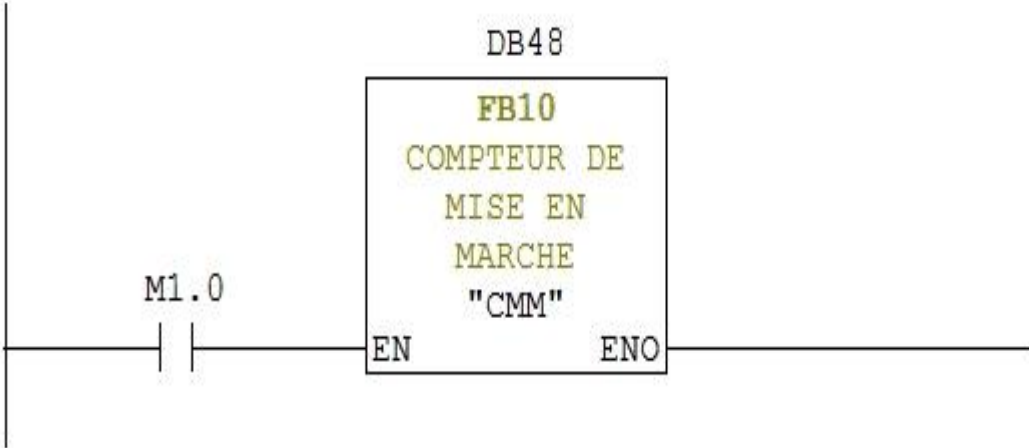 DB48
FB10
COMPTEUR DE
MISE EN
MARCHE
"CMM"
M1.0
EN ENO